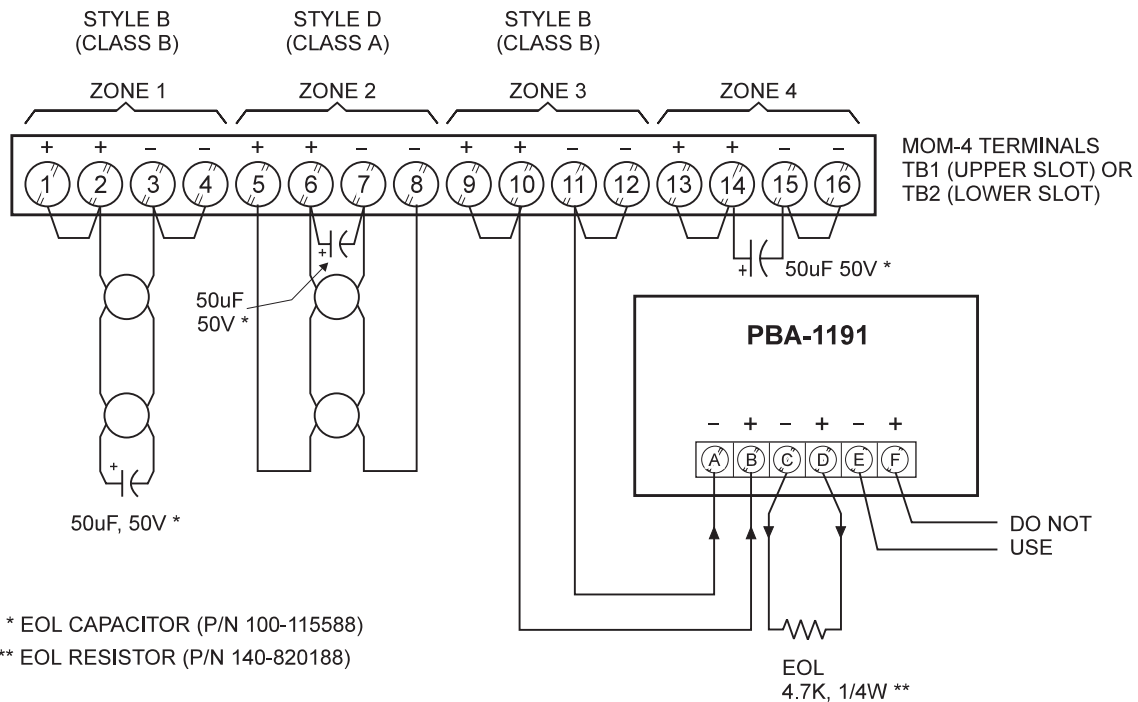 STYLE B
(CLASS B)
STYLE D
(CLASS A)
STYLE B
(CLASS B)
ZONE 1
ZONE 2
ZONE 3
ZONE 4
+ + − − + + − − + + − − + + − −
1 2 3 4 5 6 7 8 9 10 11 12 13 14 15 16
MOM-4 TERMINALS
TB1 (UPPER SLOT) OR
TB2 (LOWER SLOT)
+
50uF
50V *
+
50uF 50V *
+
50uF, 50V *
PBA-1191
− + − + − +
A B C D E F
DO NOT
USE
EOL
4.7K, 1/4W **
* EOL CAPACITOR (P/N 100-115588)
** EOL RESISTOR (P/N 140-820188)